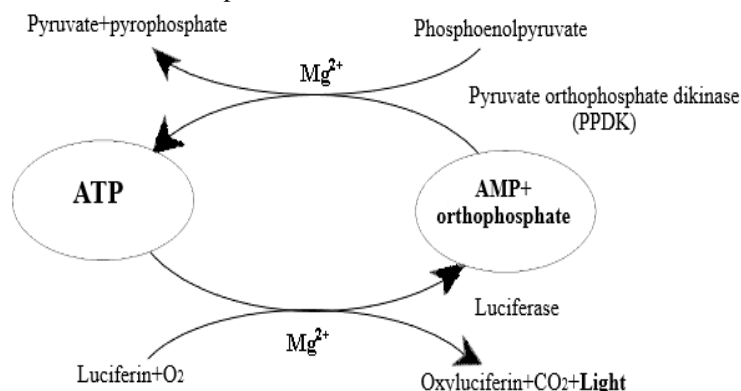 Pyruvate+pyrophosphate
Phosphoenolpyruvate
Mg2+
Pyruvate orthophosphate dikinase
(PPDK)
ATP
AMP+
orthophosphate
Luciferase
Mg2+
Luciferin+O2
Oxyluciferin+CO2+Light